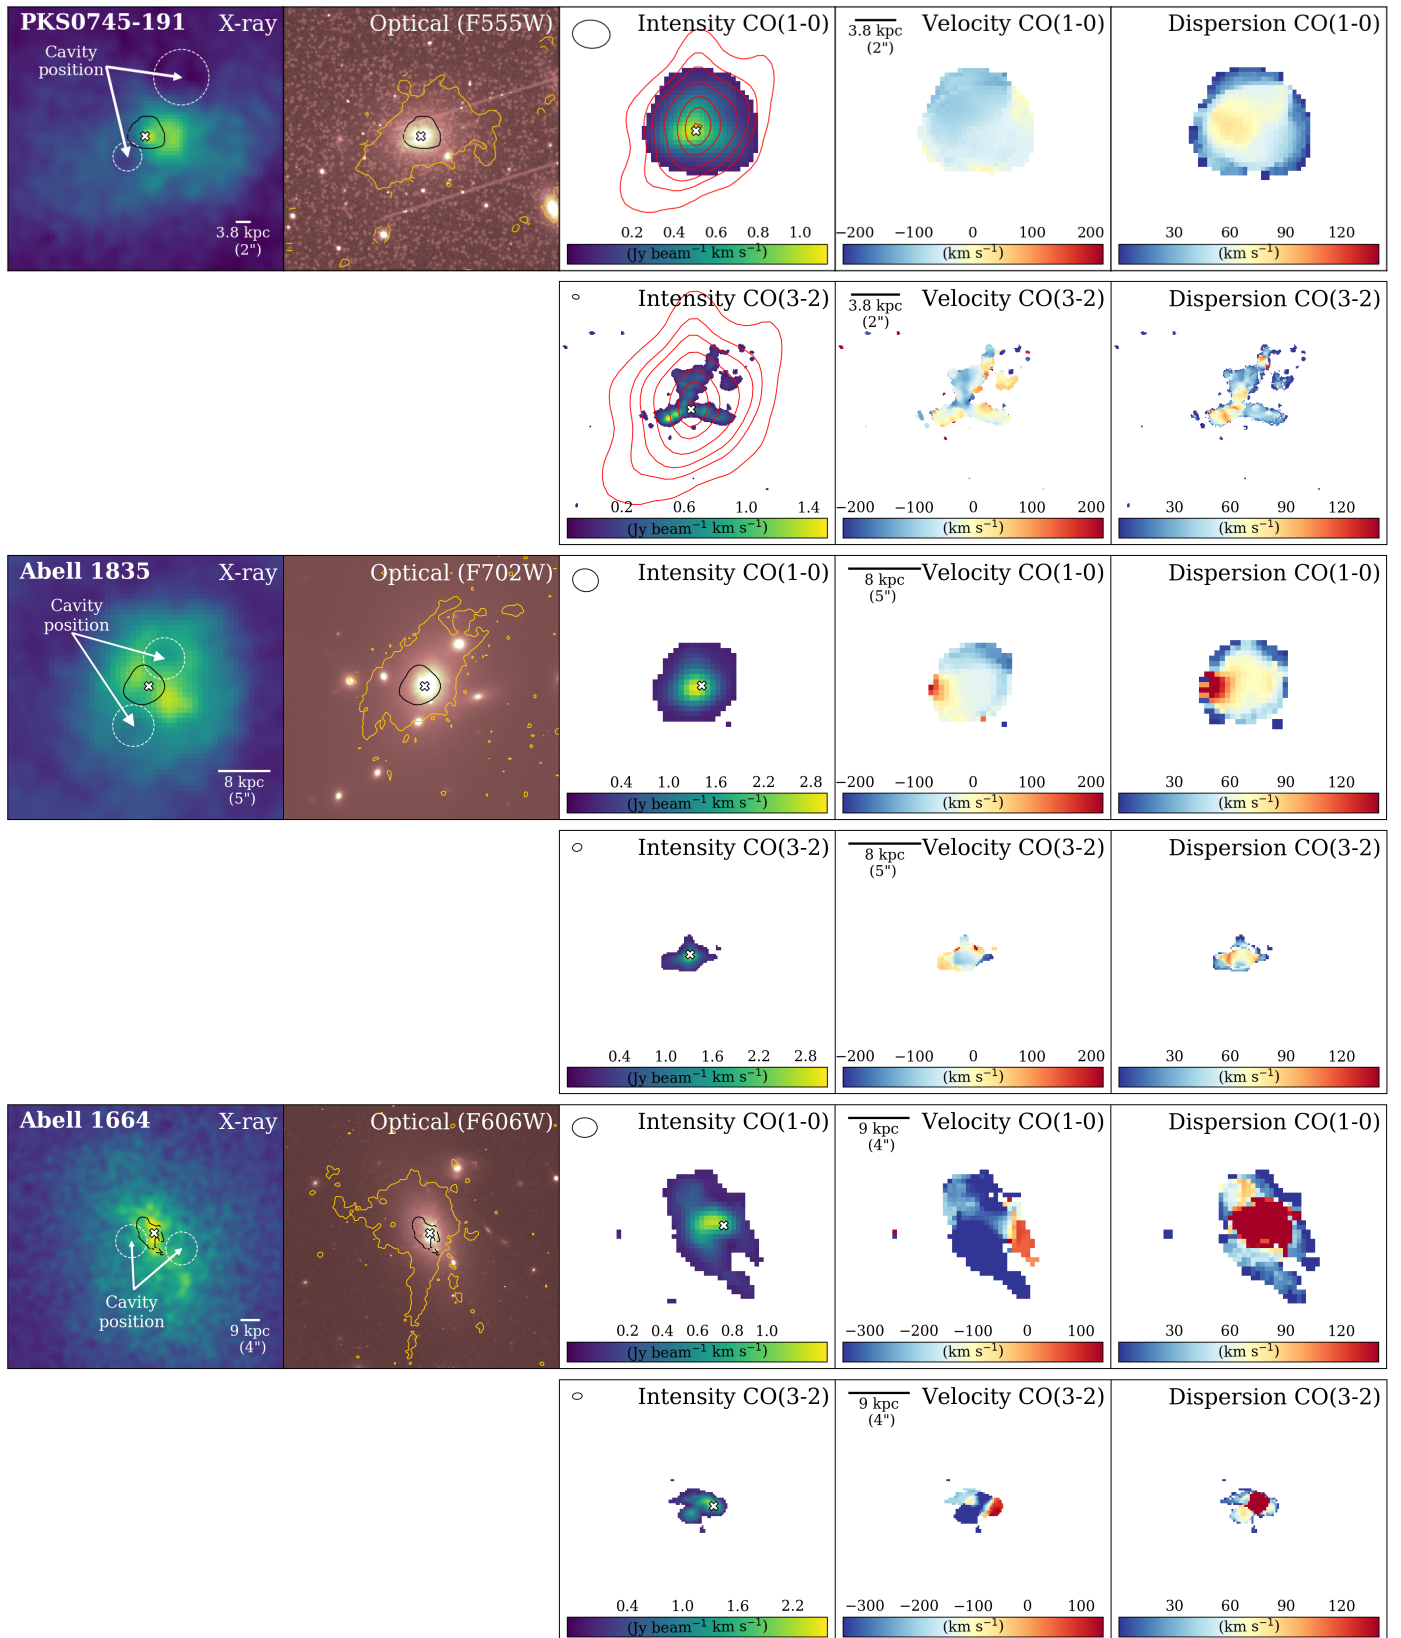 PKS0745-191 X-ray
Cavity
position
3.8 kpc
(2")
Optical (F555W)
Intensity CO(1-0)
0.2 0.4 0.6 0.8 1.0
(Jy beam⁻¹ km s⁻¹)
Velocity CO(1-0)
3.8 kpc
(2")
−200 −100 0 100 200
(km s⁻¹)
Dispersion CO(1-0)
30 60 90 120
(km s⁻¹)
Intensity CO(3-2)
0.2 0.6 1.0 1.4
(Jy beam⁻¹ km s⁻¹)
Velocity CO(3-2)
3.8 kpc
(2")
−200 −100 0 100 200
(km s⁻¹)
Dispersion CO(3-2)
30 60 90 120
(km s⁻¹)
Abell 1835 X-ray
Cavity
position
8 kpc
(5")
Optical (F702W)
Intensity CO(1-0)
0.4 1.0 1.6 2.2 2.8
(Jy beam⁻¹ km s⁻¹)
Velocity CO(1-0)
8 kpc
(5")
−200 −100 0 100 200
(km s⁻¹)
Dispersion CO(1-0)
30 60 90 120
(km s⁻¹)
Intensity CO(3-2)
0.4 1.0 1.6 2.2 2.8
(Jy beam⁻¹ km s⁻¹)
Velocity CO(3-2)
8 kpc
(5")
−200 −100 0 100 200
(km s⁻¹)
Dispersion CO(3-2)
30 60 90 120
(km s⁻¹)
Abell 1664 X-ray
Cavity
position
9 kpc
(4")
Optical (F606W)
Intensity CO(1-0)
0.2 0.4 0.6 0.8 1.0
(Jy beam⁻¹ km s⁻¹)
Velocity CO(1-0)
9 kpc
(4")
−300 −200 −100 0 100
(km s⁻¹)
Dispersion CO(1-0)
30 60 90 120
(km s⁻¹)
Intensity CO(3-2)
0.4 1.0 1.6 2.2
(Jy beam⁻¹ km s⁻¹)
Velocity CO(3-2)
9 kpc
(4")
−300 −200 −100 0 100
(km s⁻¹)
Dispersion CO(3-2)
30 60 90 120
(km s⁻¹)